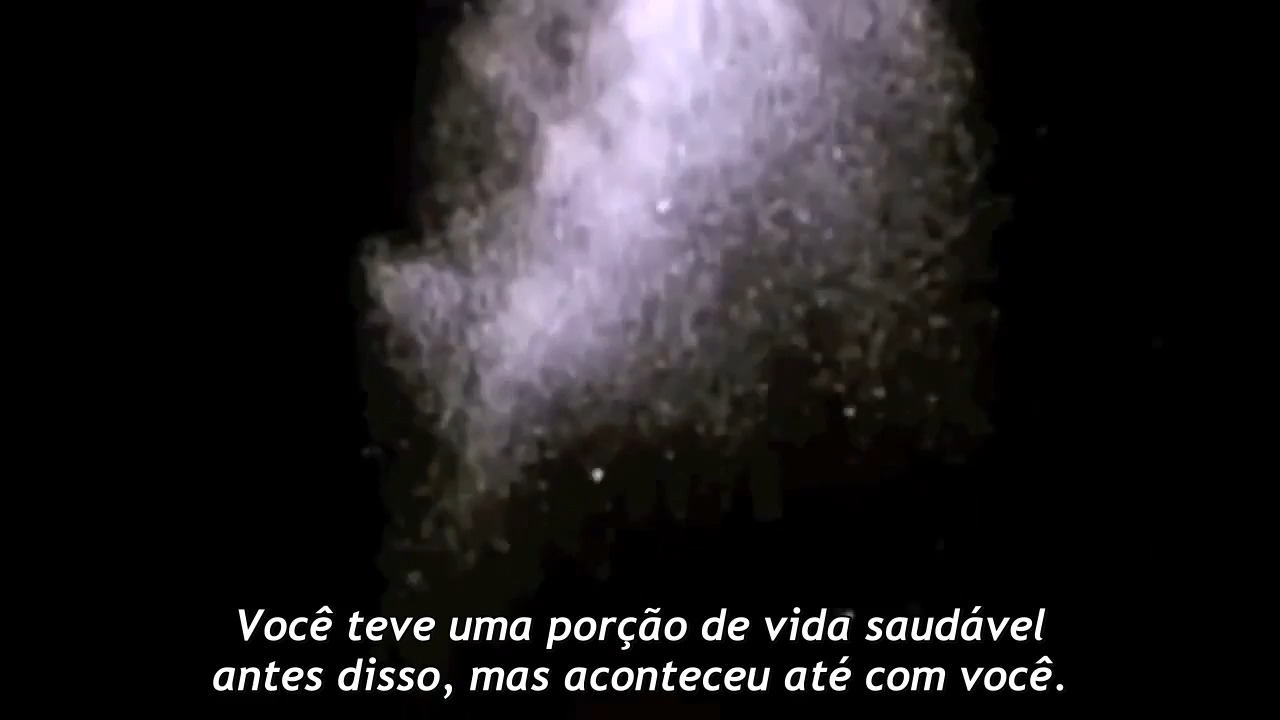 Você teve uma porção de vida saudável
antes disso, mas aconteceu até com você.